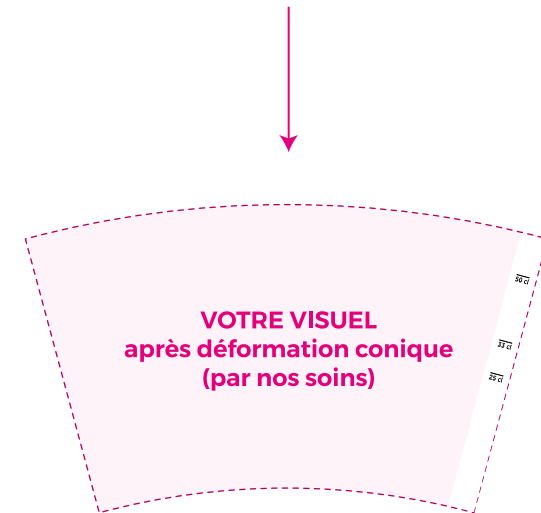 VOTRE VISUEL
après déformation conique
(par nos soins)
50 cl
33 cl
25 cl